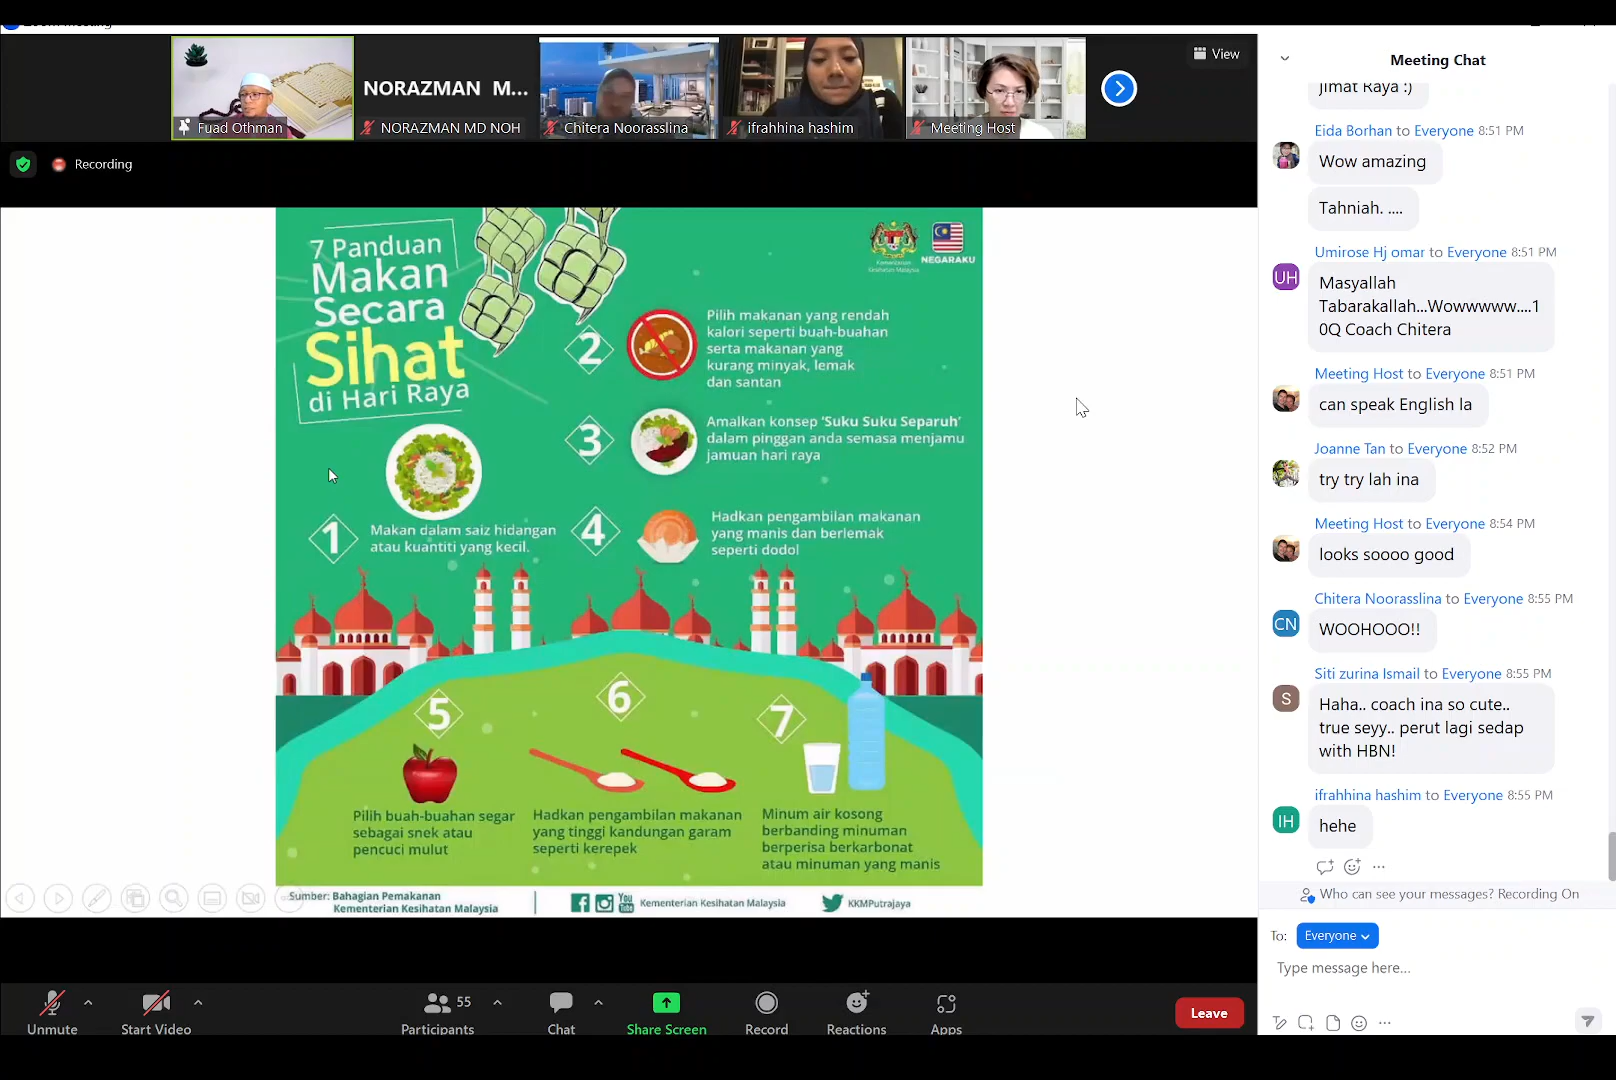 NORAZMAN M...
View
Fuad Othman
NORAZMAN MD NOH
Chitera Noorasslina
ifrahhina hashim
Meeting Host
Recording
7 Panduan
Makan
Secara
Sihat
di Hari Raya
Kementerian
Kesihatan Malaysia
NEGARAKU
1
Makan dalam saiz hidangan
atau kuantiti yang kecil.
2
Pilih makanan yang rendah
kalori seperti buah-buahan
serta makanan yang
kurang minyak, lemak
dan santan
3
Amalkan konsep 'Suku Suku Separuh'
dalam pinggan anda semasa menjamu
jamuan hari raya
4
Hadkan pengambilan makanan
yang manis dan berlemak
seperti dodol
5
Pilih buah-buahan segar
sebagai snek atau
pencuci mulut
6
Hadkan pengambilan makanan
yang tinggi kandungan garam
seperti kerepek
7
Minum air kosong
berbanding minuman
berperisa berkarbonat
atau minuman yang manis
Sumber: Bahagian Pemakanan
Kementerian Kesihatan Malaysia
You
Tube
Kementerian Kesihatan Malaysia
KKMPutrajaya
Unmute
Start Video
55
Participants
Chat
Share Screen
Record
Reactions
Apps
Leave
Meeting Chat
Jimat Raya :)
Eida Borhan to Everyone 8:51 PM
Wow amazing
Tahniah. ....
Umirose Hj omar to Everyone 8:51 PM
UH
Masyallah
Tabarakallah...Wowwwww....1
0Q Coach Chitera
Meeting Host to Everyone 8:51 PM
can speak English la
Joanne Tan to Everyone 8:52 PM
try try lah ina
Meeting Host to Everyone 8:54 PM
looks soooo good
Chitera Noorasslina to Everyone 8:55 PM
CN
WOOHOOO!!
Siti zurina Ismail to Everyone 8:55 PM
S
Haha.. coach ina so cute..
true seyy.. perut lagi sedap
with HBN!
ifrahhina hashim to Everyone 8:55 PM
IH
hehe
Who can see your messages? Recording On
To: Everyone
Type message here...